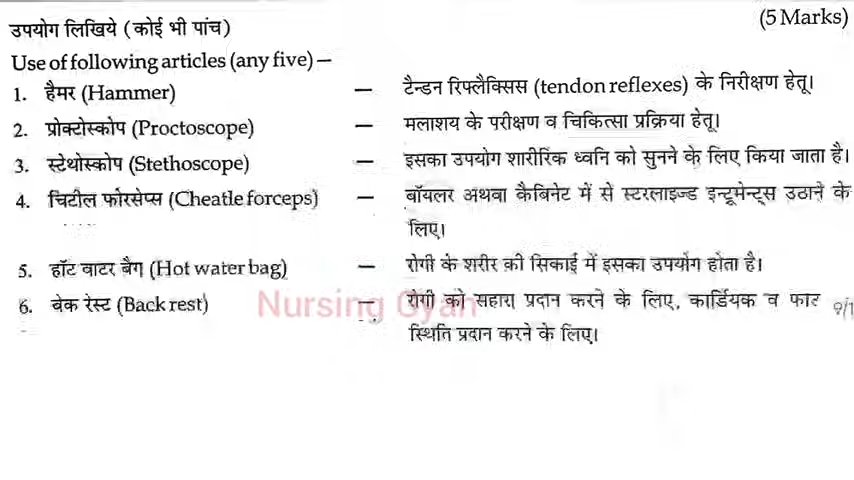 (5 Marks)
उपयोग लिखिये (कोई भी पांच)
Use of following articles (any five) –
1. हैमर (Hammer) – टैन्डन रिफ्लैक्सिस (tendon reflexes) के निरीक्षण हेतू।
2. प्रोक्टोस्कोप (Proctoscope) – मलाशय के परीक्षण व चिकित्सा प्रक्रिया हेतू।
3. स्टेथोस्कोप (Stethoscope) – इसका उपयोग शारीरिक ध्वनि को सुनने के लिए किया जाता है।
4. चिटील फोरसेप्स (Cheatle forceps) – बॉयलर अथवा कैबिनेट में से स्टरलाइज्ड इन्ट्रूमेन्ट्स उठाने के
लिए।
5. हॉट वाटर बैग (Hot water bag) – रोगी के शरीर की सिकाई में इसका उपयोग होता है।
6. बेक रेस्ट (Back rest) – रोगी को सहारा प्रदान करने के लिए, कार्डियक व
स्थिति प्रदान करने के लिए।
Nursing Gyan